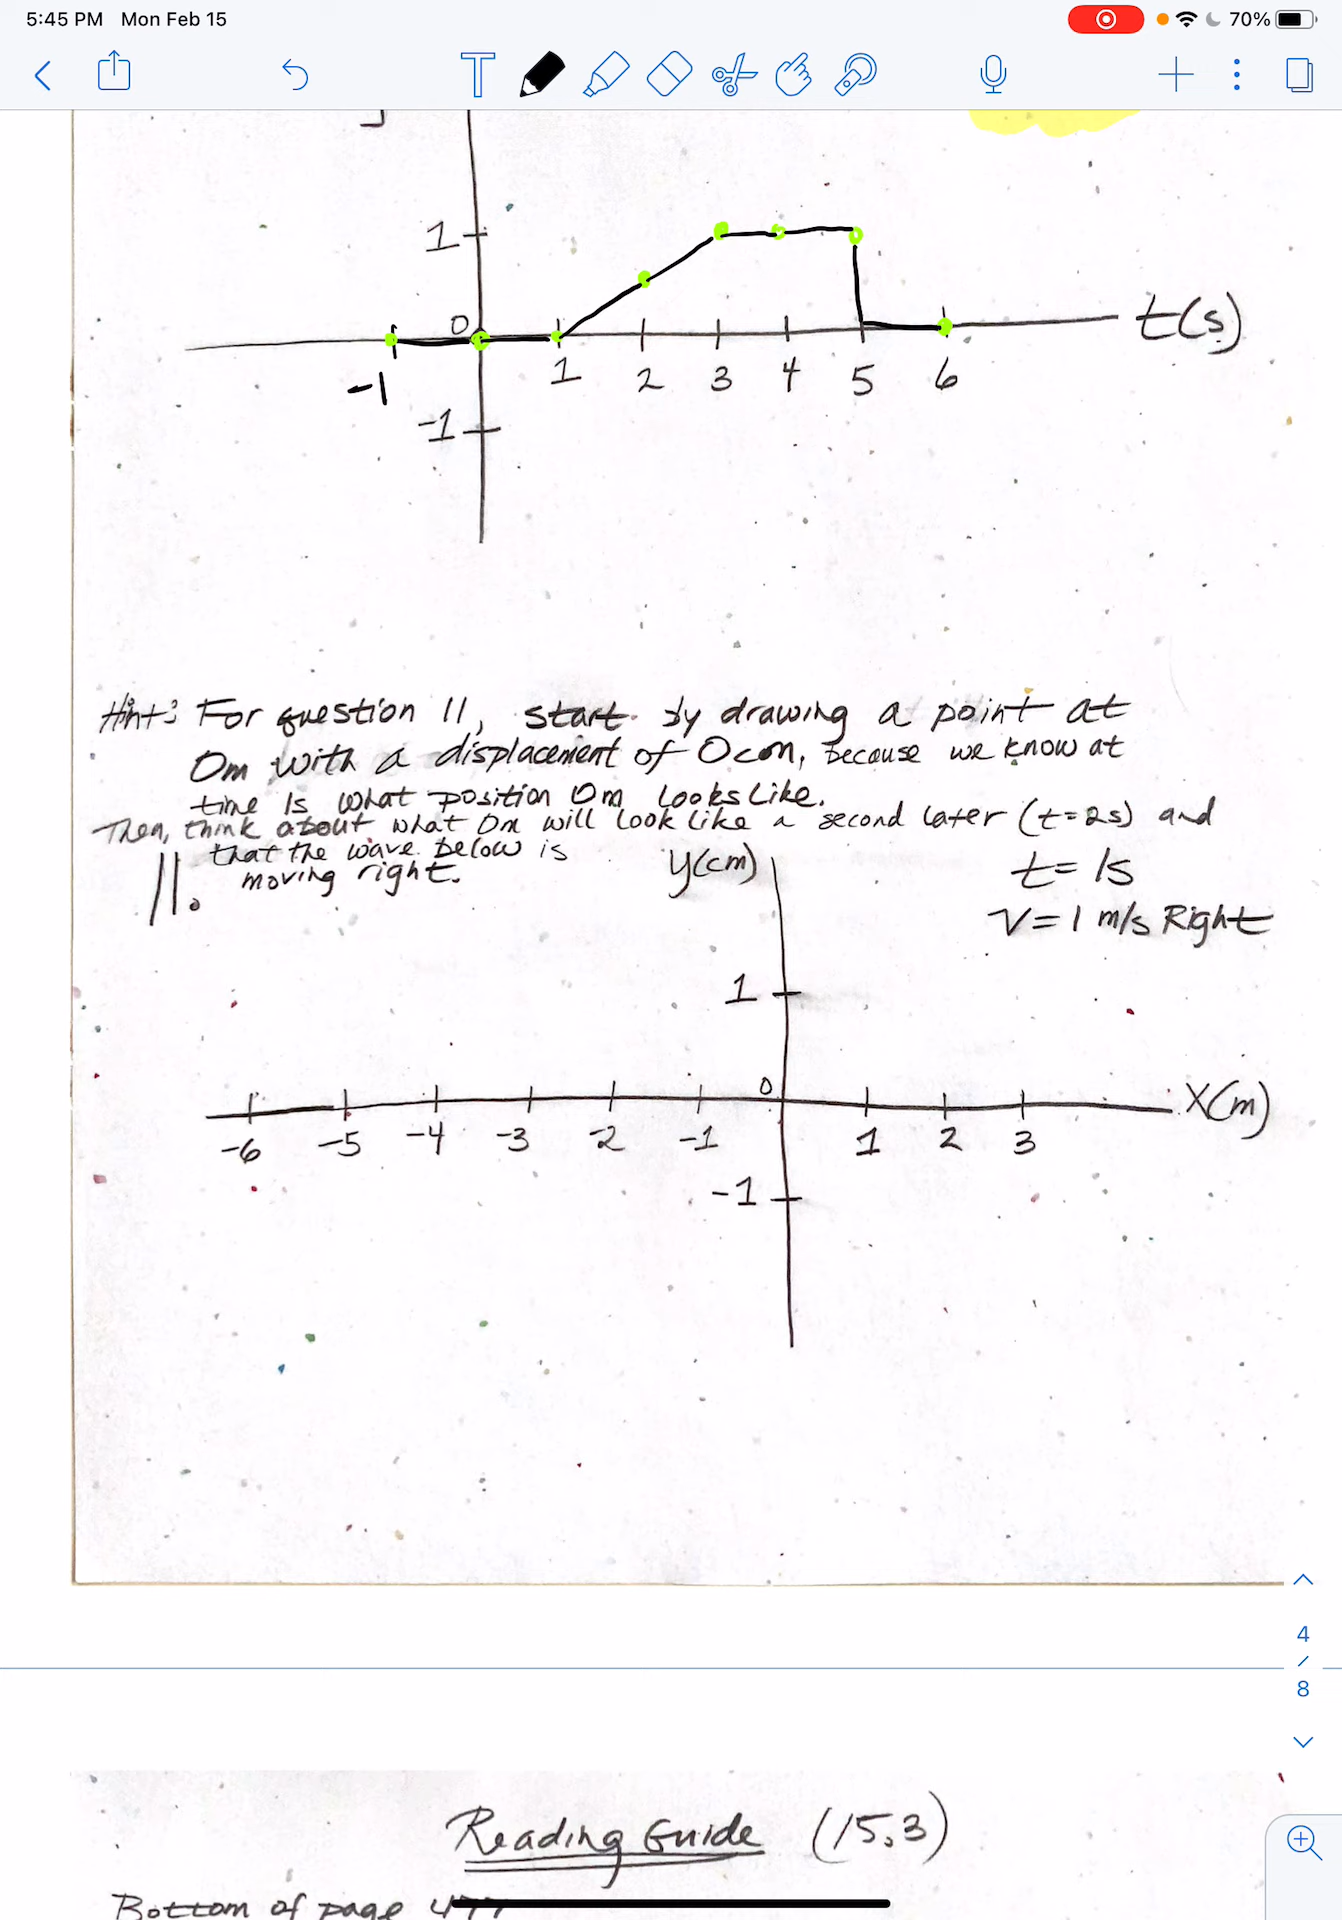 5:45 PM Mon Feb 15 70%
1
0
t(s)
-1 1 2 3 4 5 6
-1
Hint: For question 11, start by drawing a point at
0m with a displacement of 0cm, because we know at
time 1s what position 0m looks like.
Then, think about what 0m will look like a second later (t=2s) and
that the wave below is
moving right.
11.
y(cm)
t=1s
v=1 m/s Right
1
0
x(m)
-6 -5 -4 -3 -2 -1 1 2 3
-1
4
/
8
Reading Guide (15.3)
Bottom of page